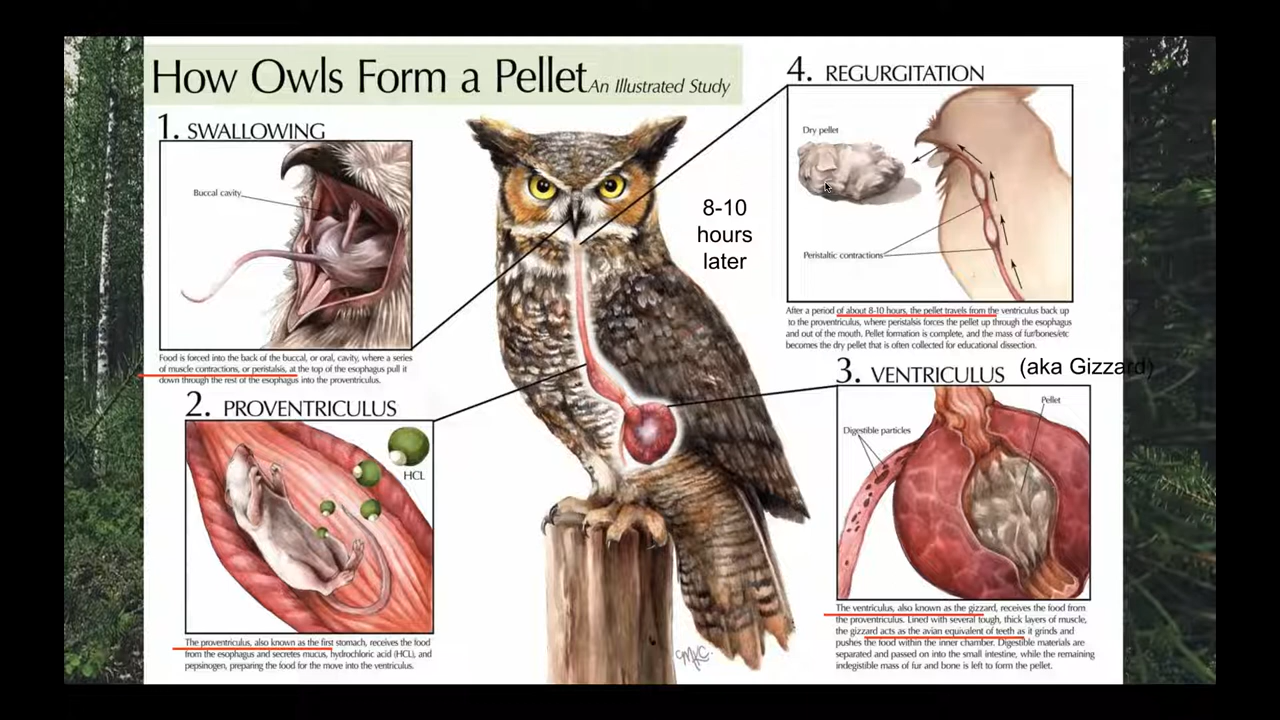 How Owls Form a Pellet An Illustrated Study
1. SWALLOWING
Buccal cavity
Food is forced into the back of the buccal, or oral, cavity, where a series
of muscle contractions, or peristalsis, at the top of the esophagus pull it
down through the rest of the esophagus into the proventriculus.
2. PROVENTRICULUS
HCL
The proventriculus, also known as the first stomach, receives the food
from the esophagus and secretes mucus, hydrochloric acid (HCL), and
pepsinogen, preparing the food for the move into the ventriculus.
8-10
hours
later
4. REGURGITATION
Dry pellet
Peristaltic contractions
After a period of about 8-10 hours, the pellet travels from the ventriculus back up
to the proventriculus, where peristalsis forces the pellet up through the esophagus
and out of the mouth. Pellet formation is complete, and the mass of fur/bones/etc
becomes the dry pellet that is often collected for educational dissection.
3. VENTRICULUS (aka Gizzard)
Pellet
Digestible particles
The ventriculus, also known as the gizzard, receives the food from
the proventriculus. Lined with several tough, thick layers of muscle,
the gizzard acts as the avian equivalent of teeth as it grinds and
pushes the food within the inner chamber. Digestible materials are
separated and passed on into the small intestine, while the remaining
indegistible mass of fur and bone is left to form the pellet.